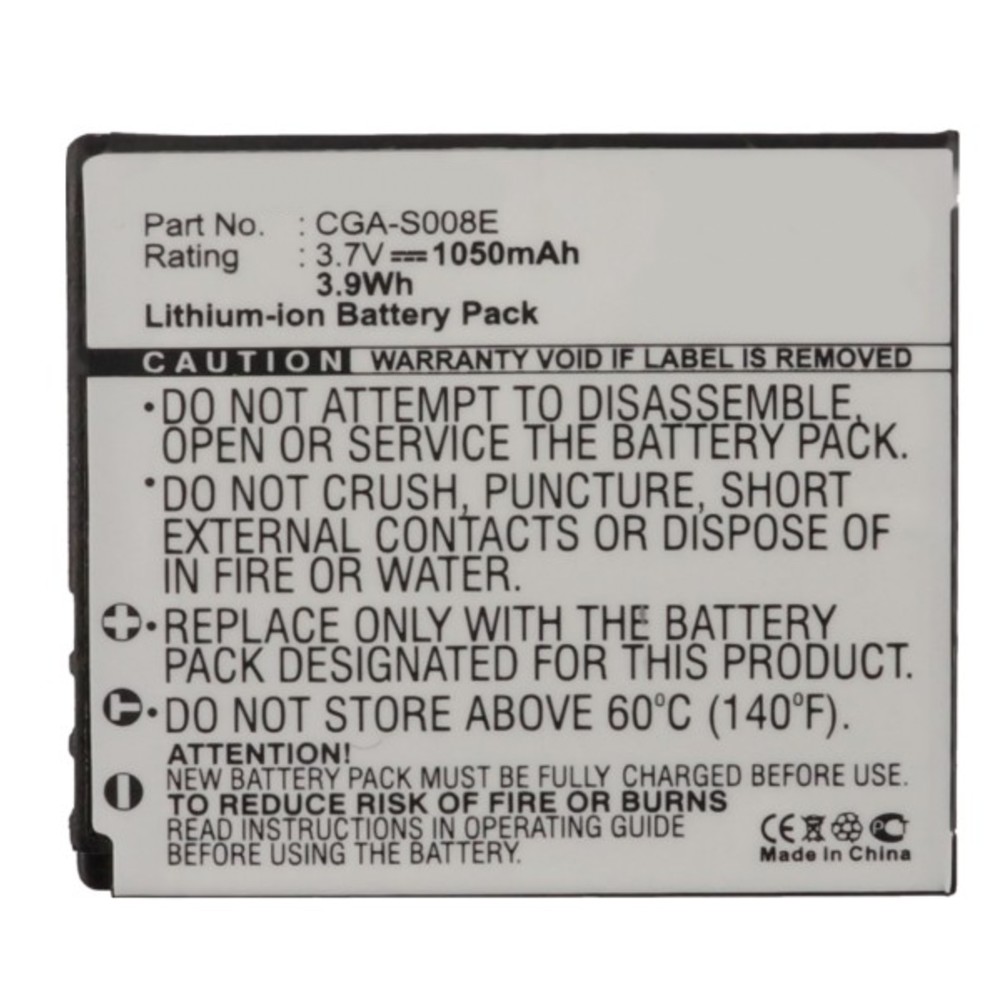 Part No. : CGA-S008E
Rating : 3.7V 1050mAh
3.9Wh
Lithium-ion Battery Pack
CAUTION WARRANTY VOID IF LABEL IS REMOVED
•DO NOT ATTEMPT TO DISASSEMBLE,
OPEN OR SERVICE THE BATTERY PACK.
•DO NOT CRUSH, PUNCTURE, SHORT
EXTERNAL CONTACTS OR DISPOSE OF
IN FIRE OR WATER.
•REPLACE ONLY WITH THE BATTERY
PACK DESIGNATED FOR THIS PRODUCT.
T •DO NOT STORE ABOVE 60°C (140°F).
ATTENTION!
NEW BATTERY PACK MUST BE FULLY CHARGED BEFORE USE.
TO REDUCE RISK OF FIRE OR BURNS
READ INSTRUCTIONS IN OPERATING GUIDE
BEFORE USING THE BATTERY.
CE PC
Made in China